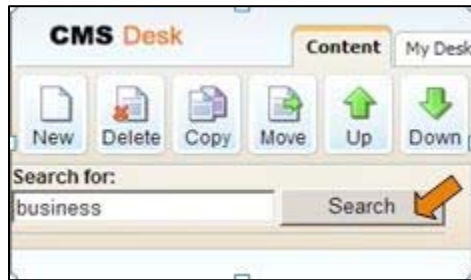 CMS Desk
Content My Desk
New Delete Copy Move Up Down
Search for:
business Search